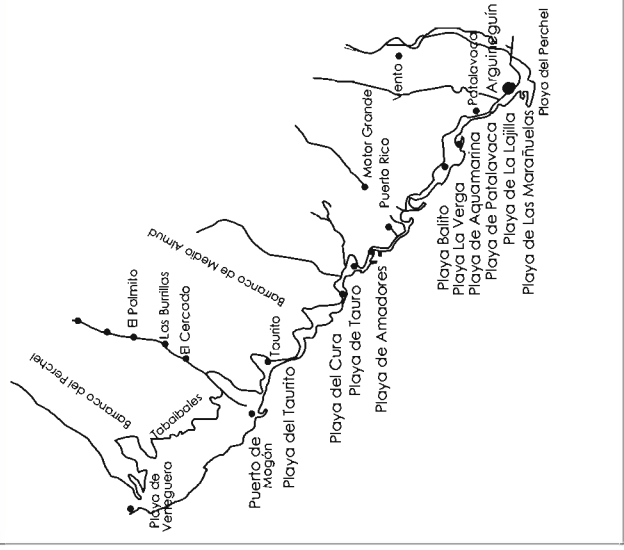 Playa de
Veneguero
Barranco del Perchel
Tabaibales
El Palmito
Las Burrillas
El Cercado
Puerto de
Mogán
Taurito
Playa del Taurito
Barranco de Medio Almud
Playa del Cura
Playa de Tauro
Playa de Amadores
Motor Grande
Puerto Rico
Vento
Playa Balito
Playa La Verga
Playa de Aquamarina
Patalavaca
Playa de Patalavaca
Arguineguín
Playa de La Lajilla
Playa de Las Marañuelas
Playa del Perchel